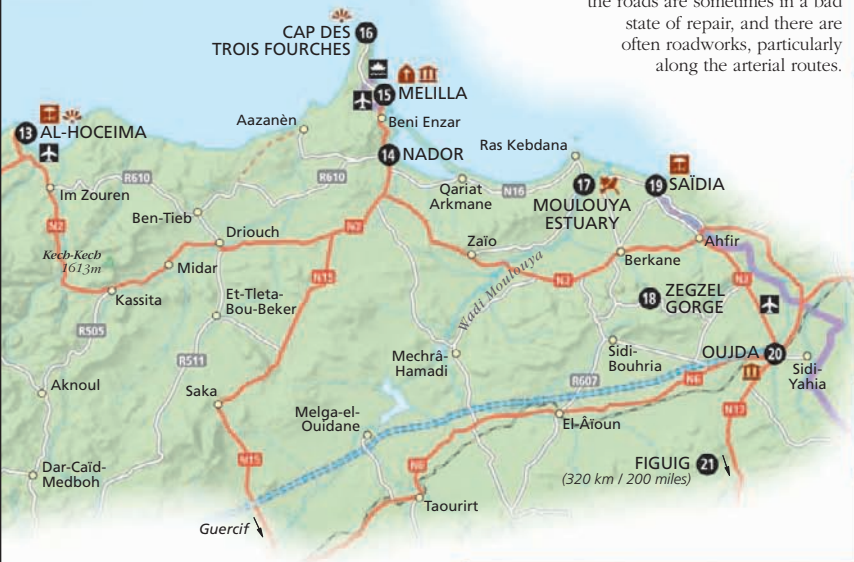 the roads are sometimes in a bad
state of repair, and there are
often roadworks, particularly
along the arterial routes.
CAP DES
TROIS FOURCHES
16
15 MELILLA
Beni Enzar
Aazanèn
13 AL-HOCEIMA
14 NADOR
Ras Kebdana
Im Zouren
R610
R610
Qariat
Arkmane
N16
17
MOULOUYA
ESTUARY
19 SAÏDIA
Ben-Tieb
N2
Driouch
N2
Zaïo
Ahfir
Kech-Kech
1613m
Midar
Kassita
N15
Wadi Moulouya
N2
Berkane
N2
Et-Tleta-
Bou-Beker
18 ZEGZEL
GORGE
R505
R511
Mechrâ-
Hamadi
Sidi-
Bouhria
OUJDA 20
Sidi-
Yahia
Aknoul
Saka
R607
N6
Melga-el-
Ouidane
El-Âïoun
N17
Dar-Caïd-
Medboh
N15
N6
FIGUIG 21
(320 km / 200 miles)
Taourirt
Guercif